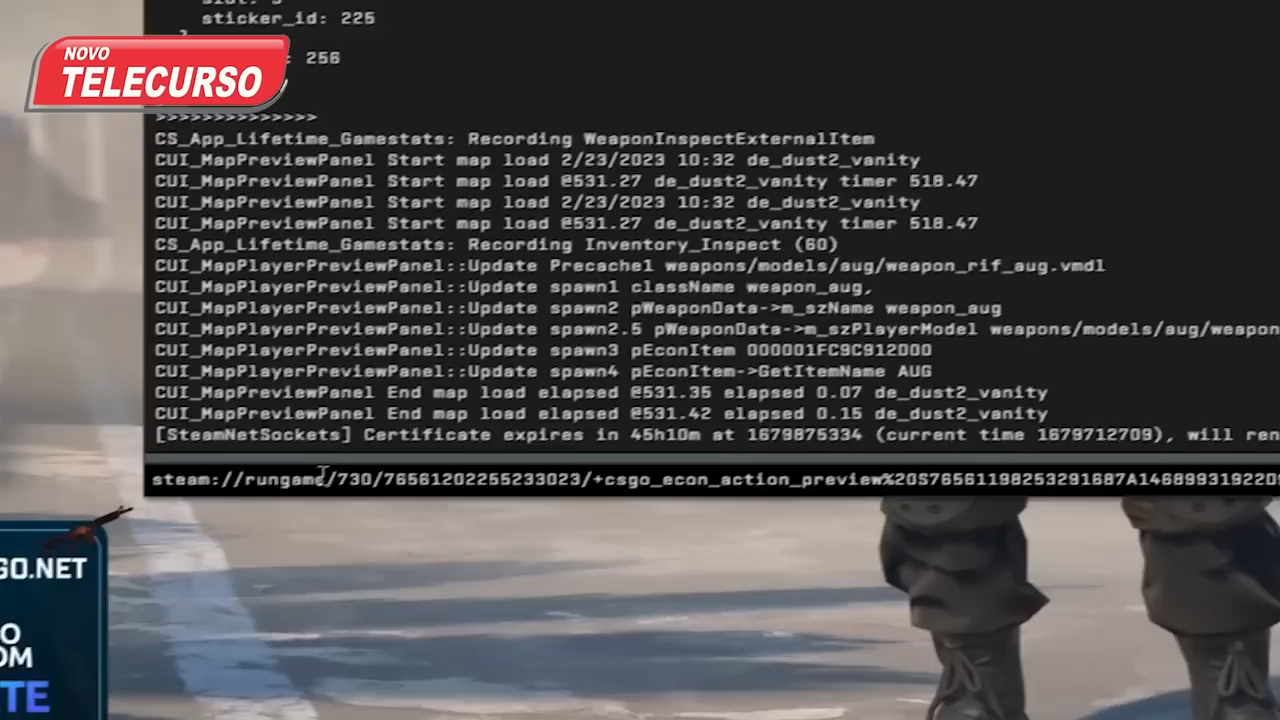 sticker_id: 225
NOVO
TELECURSO
: 256
>>>>>>>>>>>>>>
CS_App_Lifetime_Gamestats: Recording WeaponInspectExternalItem
CUI_MapPreviewPanel Start map load 2/23/2023 10:32 de_dust2_vanity
CUI_MapPreviewPanel Start map load @531.27 de_dust2_vanity timer 518.47
CUI_MapPreviewPanel Start map load 2/23/2023 10:32 de_dust2_vanity
CUI_MapPreviewPanel Start map load @531.27 de_dust2_vanity timer 518.47
CS_App_Lifetime_Gamestats: Recording Inventory_Inspect (60)
CUI_MapPlayerPreviewPanel::Update Precache1 weapons/models/aug/weapon_rif_aug.vmdl
CUI_MapPlayerPreviewPanel::Update spawn1 className weapon_aug,
CUI_MapPlayerPreviewPanel::Update spawn2 pWeaponData->m_szName weapon_aug
CUI_MapPlayerPreviewPanel::Update spawn2.5 pWeaponData->m_szPlayerModel weapons/models/aug/weapon
CUI_MapPlayerPreviewPanel::Update spawn3 pEconItem 000001FC9C912D00
CUI_MapPlayerPreviewPanel::Update spawn4 pEconItem->GetItemName AUG
CUI_MapPreviewPanel End map load elapsed @531.35 elapsed 0.07 de_dust2_vanity
CUI_MapPreviewPanel End map load elapsed @531.42 elapsed 0.15 de_dust2_vanity
[SteamNetSockets] Certificate expires in 45h10m at 1679875334 (current time 1679712709), will ren
steam://rungame/730/76561202255233023/+csgo_econ_action_preview%20S76561198253291687A14689931922D9
GO.NET
O
OM
TE